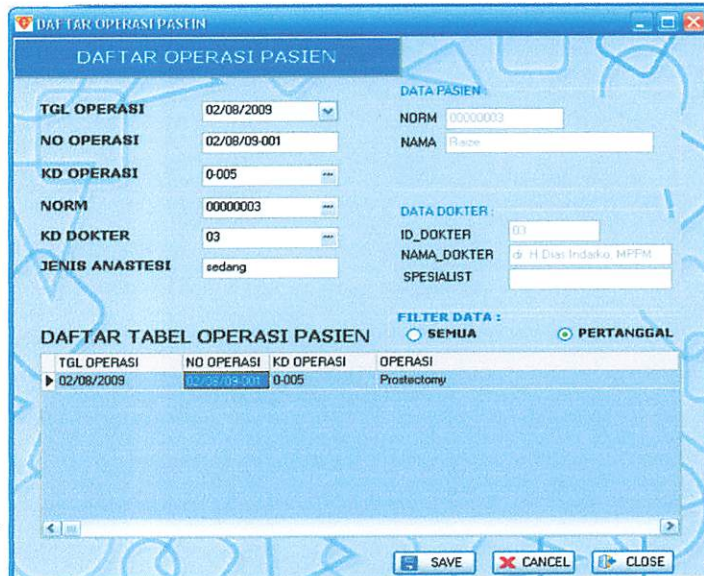 DAFTAR OPERASI PASEIN
DAFTAR OPERASI PASIEN
TGL OPERASI 02/08/2009
NO OPERASI 02/08/09-001
KD OPERASI 0-005
NORM 00000003
KD DOKTER 03
JENIS ANASTESI sedang
DATA PASIEN :
NORM 00000003
NAMA
DATA DOKTER :
ID_DOKTER 03
NAMA_DOKTER dr. H Dias Indarko, MPFM
SPESIALIST
FILTER DATA :
SEMUA PERTANGGAL
DAFTAR TABEL OPERASI PASIEN
TGL OPERASI NO OPERASI KD OPERASI OPERASI
02/08/2009 02/08/09-001 0-005 Prostectomy
SAVE CANCEL CLOSE